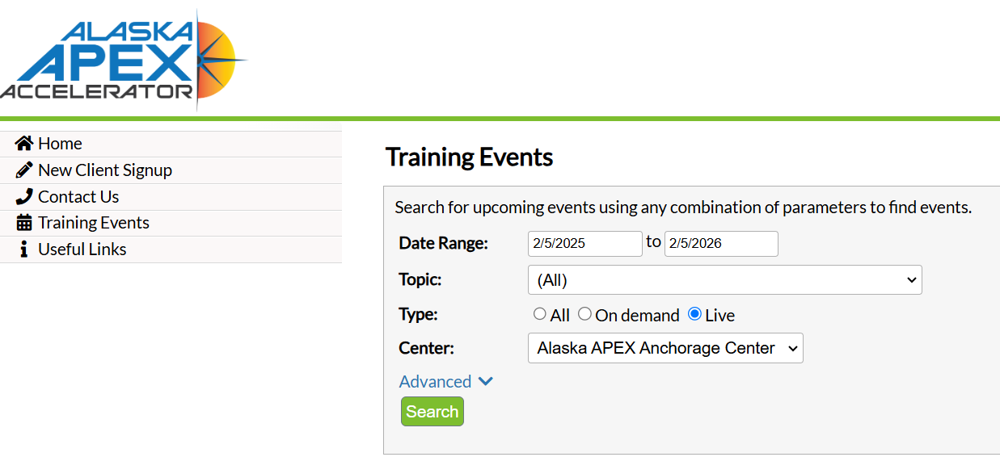 ALASKA
APEX
ACCELERATOR
Home
New Client Signup
Contact Us
Training Events
Useful Links
Training Events
Search for upcoming events using any combination of parameters to find events.
Date Range: 2/5/2025 to 2/5/2026
Topic: (All)
Type: All On demand Live
Center: Alaska APEX Anchorage Center
Advanced
Search